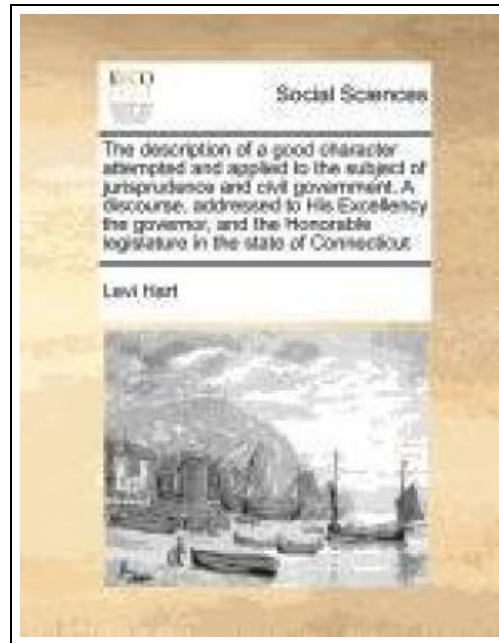 ECCO
Social Sciences
The description of a good character
attempted and applied to the subject of
jurisprudence and civil government. A
discourse, addressed to His Excellency
the governor, and the Honorable
legislature in the state of Connecticut
Levi Hart